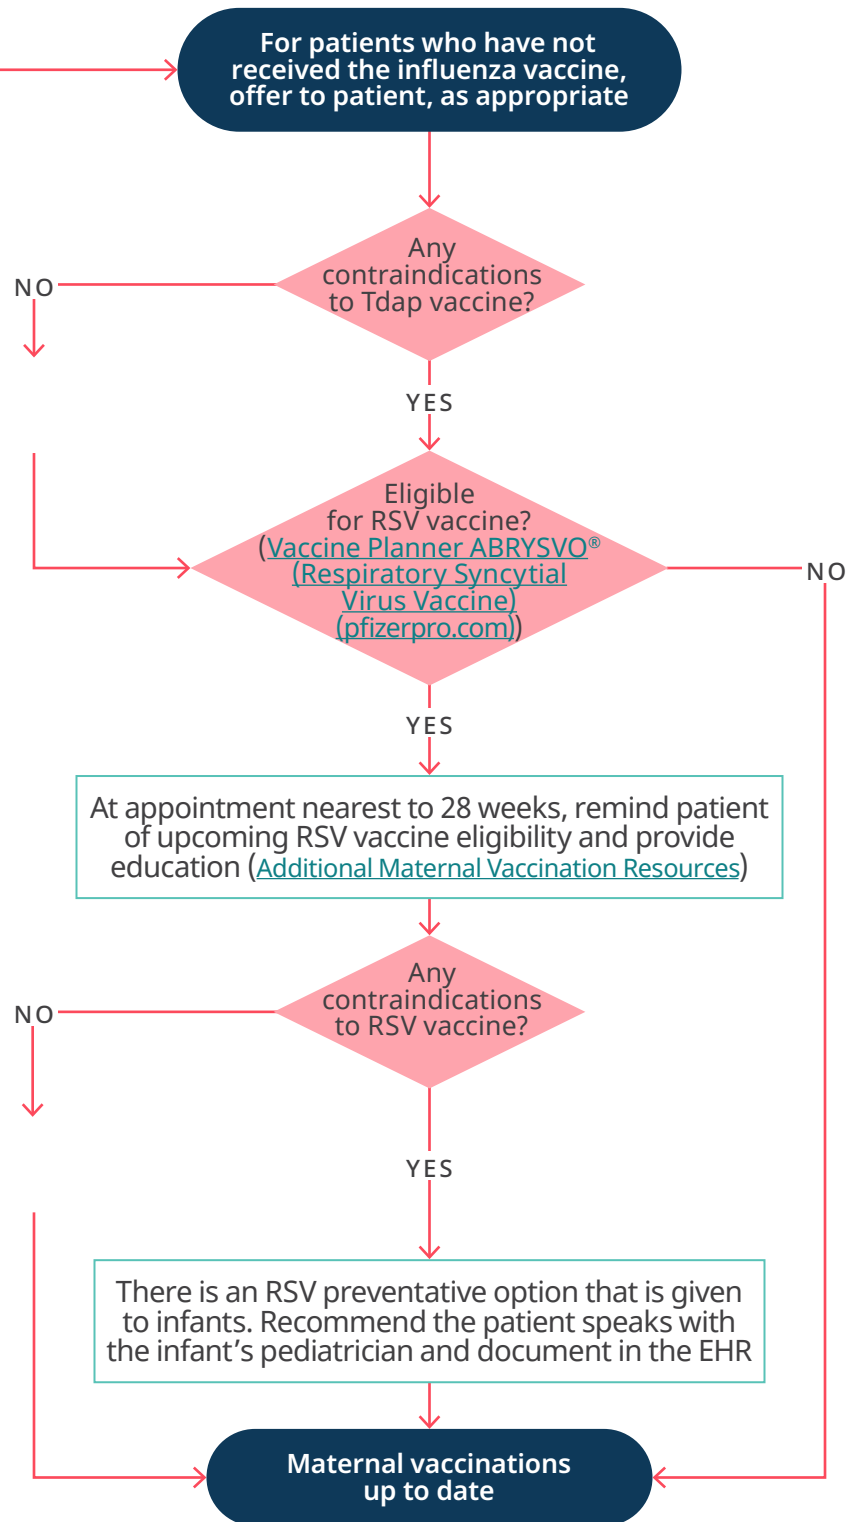 For patients who have not
received the influenza vaccine,
offer to patient, as appropriate
Any
contraindications
to Tdap vaccine?
NO
YES
Eligible
for RSV vaccine?
(Vaccine Planner ABRYSVO®
(Respiratory Syncytial
Virus Vaccine)
(pfizerpro.com))
NO
YES
At appointment nearest to 28 weeks, remind patient
of upcoming RSV vaccine eligibility and provide
education (Additional Maternal Vaccination Resources)
Any
contraindications
to RSV vaccine?
NO
YES
There is an RSV preventative option that is given
to infants. Recommend the patient speaks with
the infant’s pediatrician and document in the EHR
Maternal vaccinations
up to date